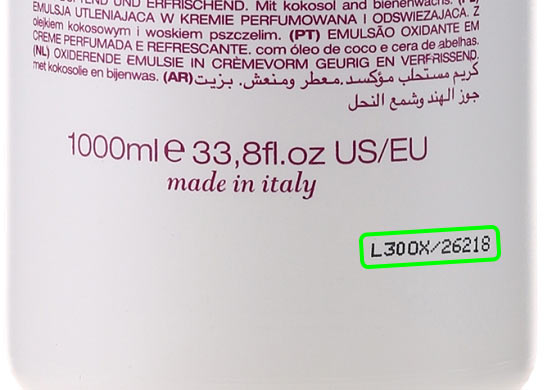 UND ERFRISCHEND. Mit kokosol and bienenwachs.
EMULSJA UTLENIAJACA W KREMIE PERFUMOWANA I ODSWIEZAJACA. Z
olejkiem kokosowym i woskiem pszczelim. (PT) EMULSÃO OXIDANTE EM
CREME PERFUMADA E REFRESCANTE. com óleo de coco e cera de abelhas.
(NL) OXIDERENDE EMULSIE IN CRÈMEVORM GEURIG EN VERFRISSEND.
met kokosolie en bijenwas. (AR) كريم مستحلب مؤكسد. معطر ومنعش. بزيت
جوز الهند وشمع النحل
1000ml e 33,8fl.oz US/EU
made in italy
L300X/26218